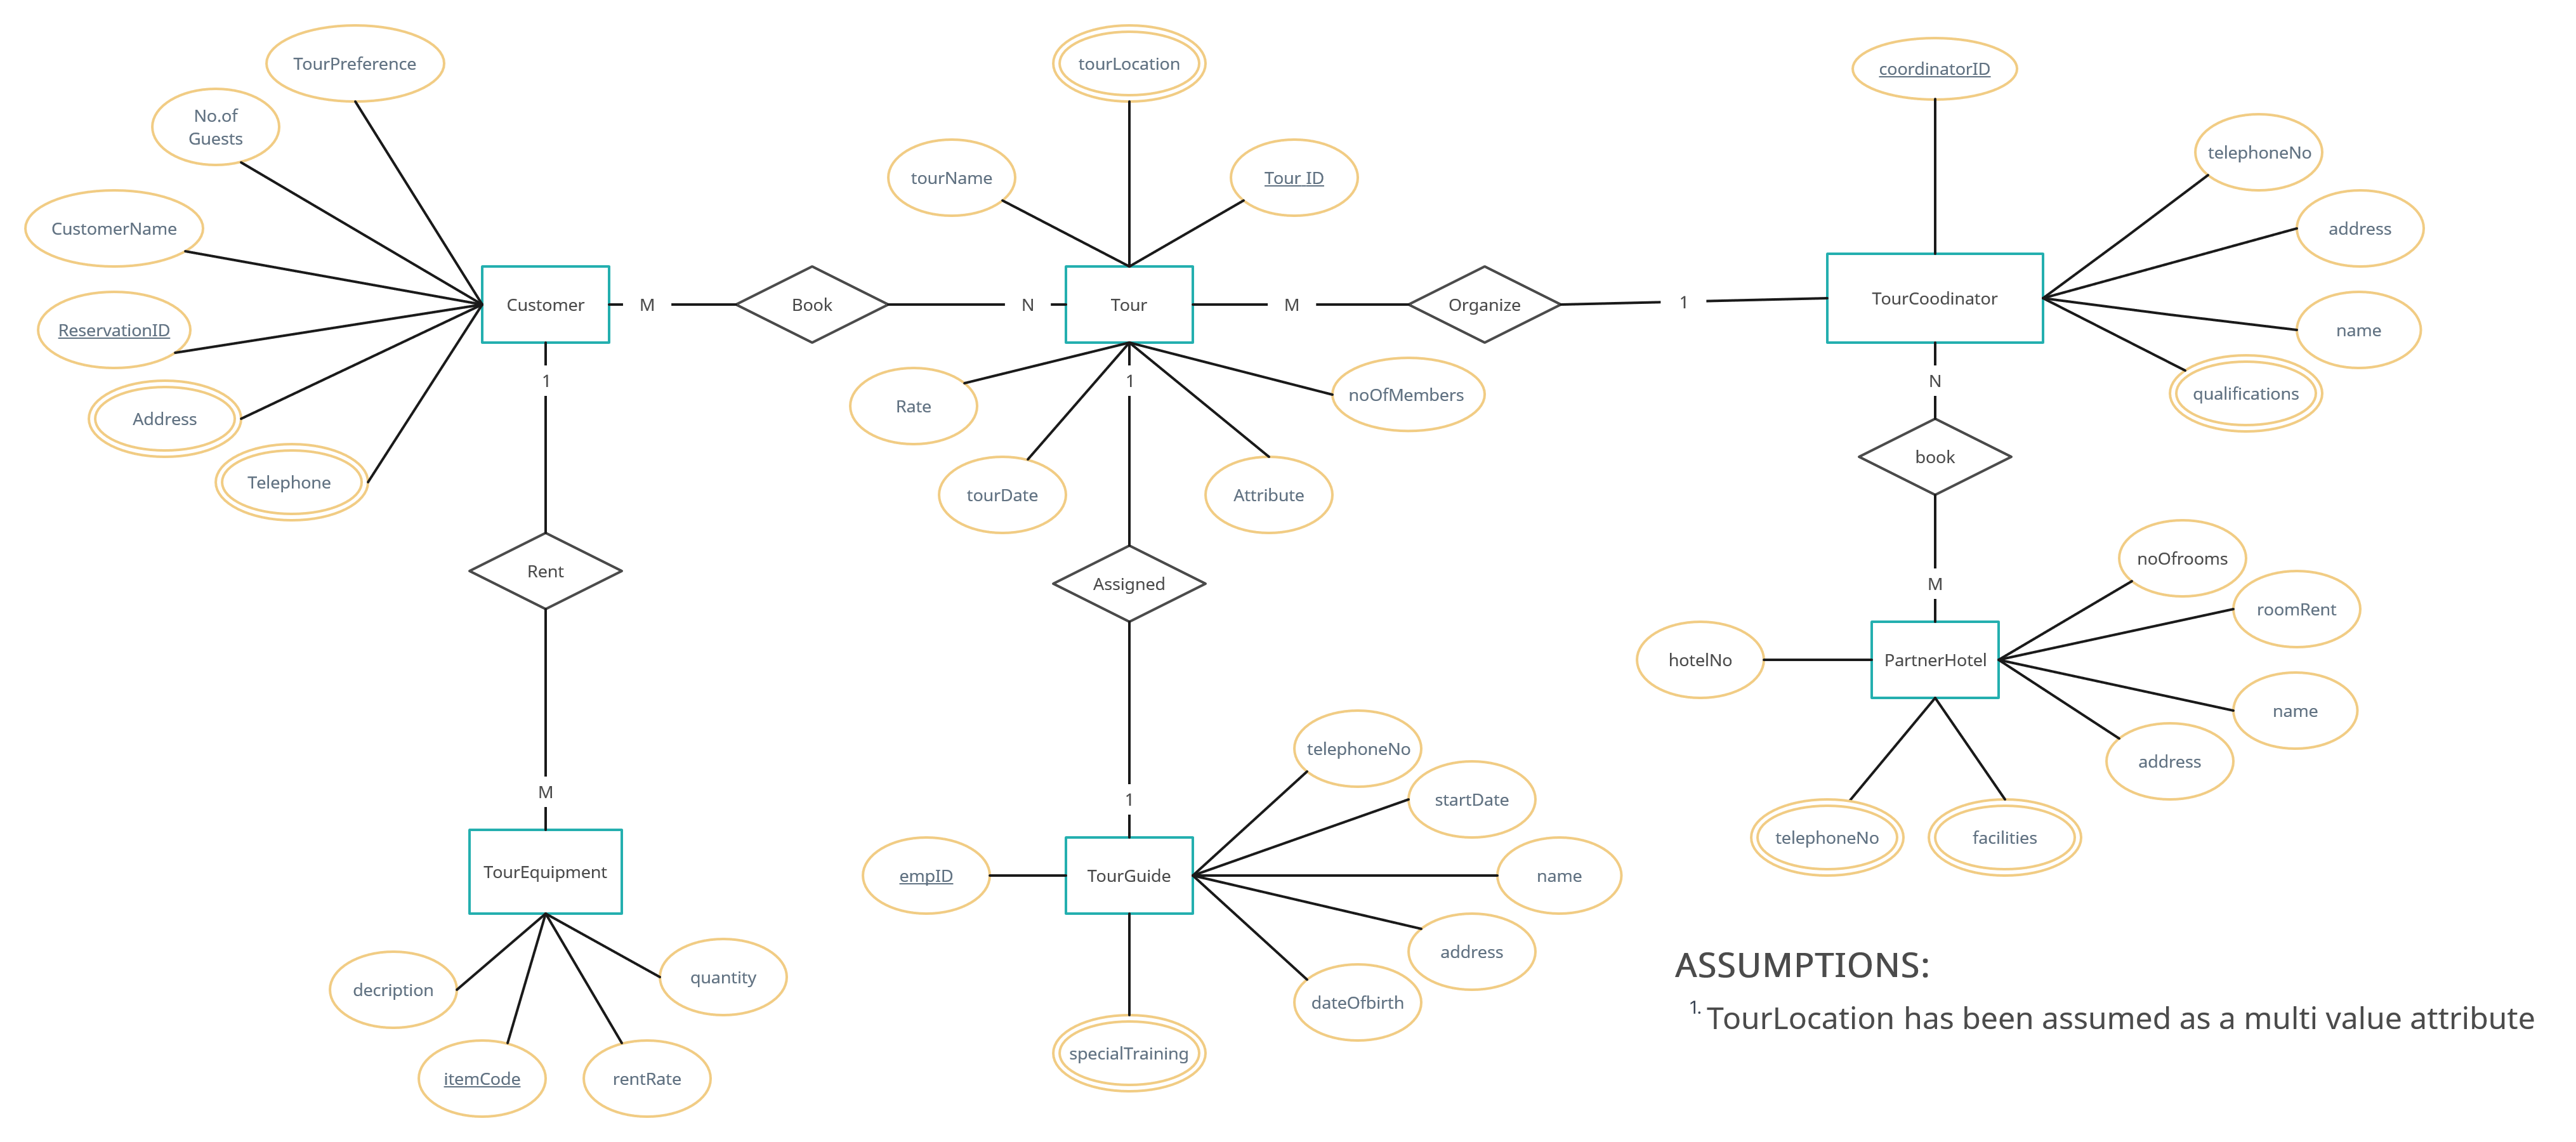 TourPreference
No.of
Guests
CustomerName
ReservationID
Address
Telephone
Customer
M
Book
N
tourLocation
tourName
Tour ID
Tour
M
Organize
1
coordinatorID
telephoneNo
address
name
qualifications
TourCoodinator
1
Rent
M
TourEquipment
decription
itemCode
rentRate
quantity
Rate
tourDate
1
Attribute
noOfMembers
Assigned
1
TourGuide
empID
telephoneNo
startDate
name
address
dateOfbirth
specialTraining
N
book
M
PartnerHotel
hotelNo
noOfrooms
roomRent
name
address
telephoneNo
facilities
ASSUMPTIONS:
1. TourLocation has been assumed as a multi value attribute